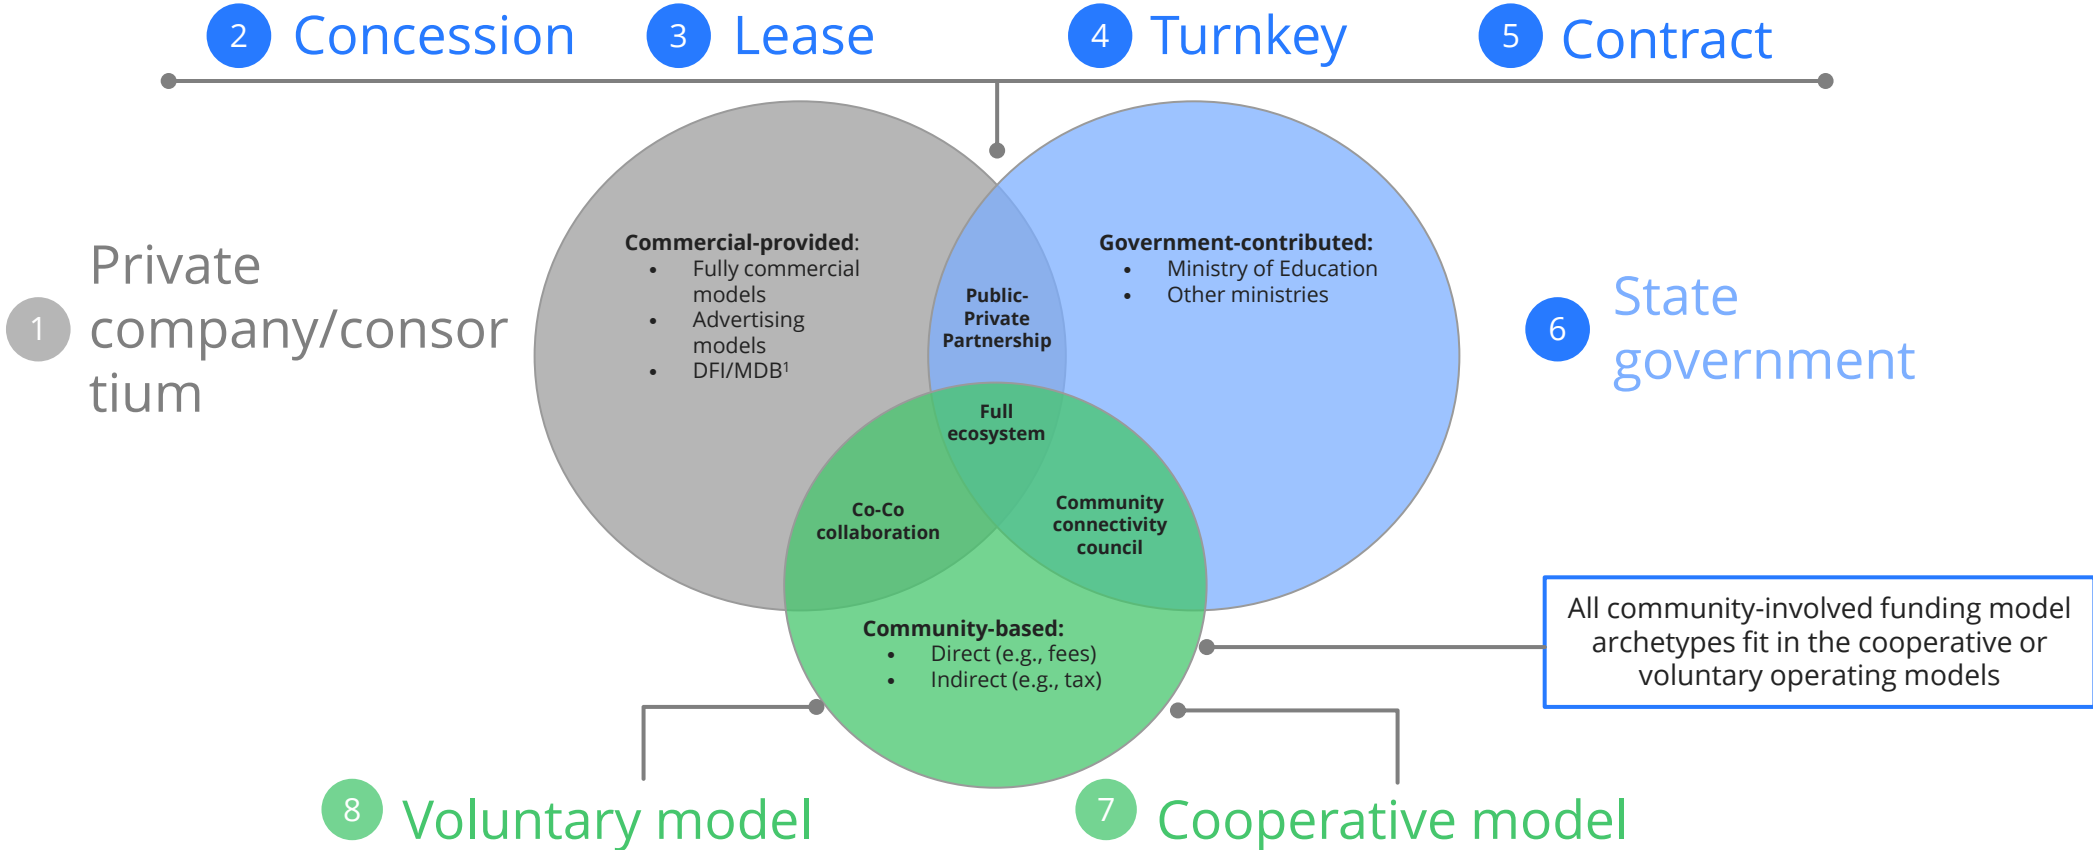 2 Concession
3 Lease
4 Turnkey
5 Contract
1
Private
company/consor
tium
Commercial-provided:
• Fully commercial
models
• Advertising
models
• DFI/MDB¹
Public-
Private
Partnership
Government-contributed:
• Ministry of Education
• Other ministries
6
State
government
Full
ecosystem
Co-Co
collaboration
Community
connectivity
council
Community-based:
• Direct (e.g., fees)
• Indirect (e.g., tax)
All community-involved funding model
archetypes fit in the cooperative or
voluntary operating models
8 Voluntary model
7 Cooperative model